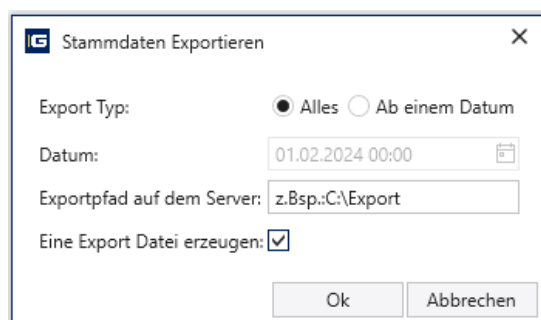 Stammdaten Exportieren
Export Typ: Alles Ab einem Datum
Datum: 01.02.2024 00:00
Exportpfad auf dem Server: z.Bsp.:C:\Export
Eine Export Datei erzeugen:
Ok Abbrechen